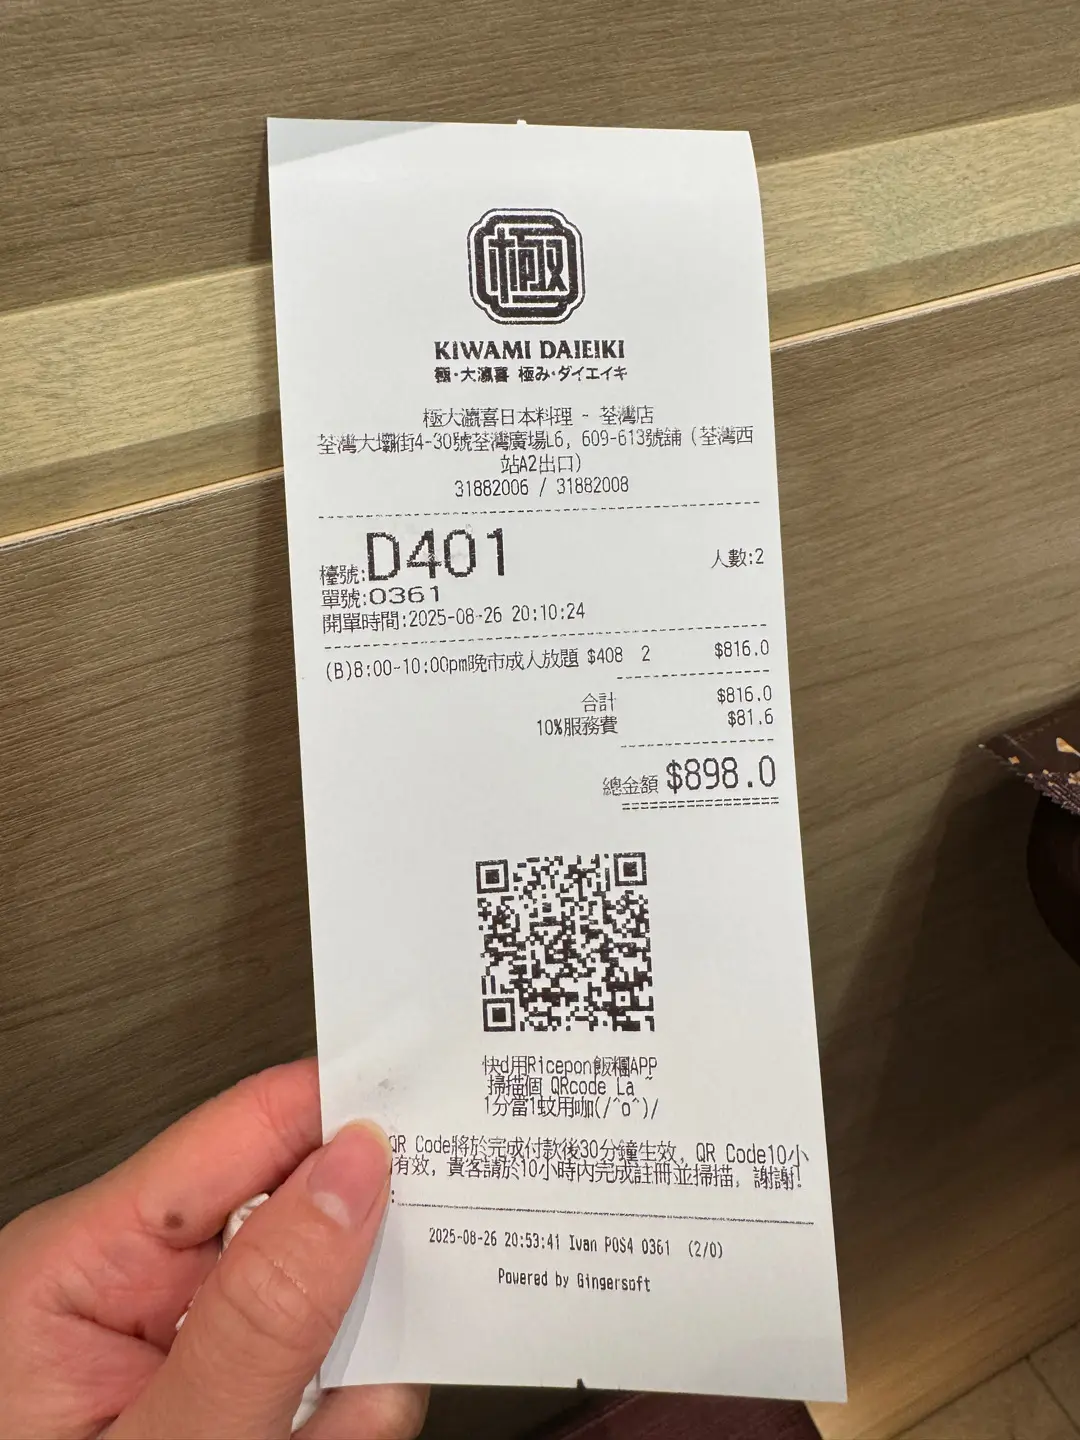 極
KIWAMI DAIEIKI
極・大瀛喜 極み・ダイエイキ
極大瀛喜日本料理 - 荃灣店
荃灣大壩街4-30號荃灣廣場L6, 609-613號舖 (荃灣西
站A2出口)
31882006 / 31882008
檯號:D401 人數:2
單號:0361
開單時間:2025-08-26 20:10:24
(B)8:00-10:00pm晚市成人放題 $408 2 $816.0
合計 $816.0
10%服務費 $81.6
總金額 $898.0
快d用Ricepon飯糰APP
掃描個 QRcode La ~
1分當1蚊用咖(/^o^)/
QR Code將於完成付款後30分鐘生效, QR Code10小
有效, 貴客請於10小時內完成註冊並掃描, 謝謝!
:
2025-08-26 20:53:41 Ivan POS4 0361 (2/0)
Powered by Gingersoft